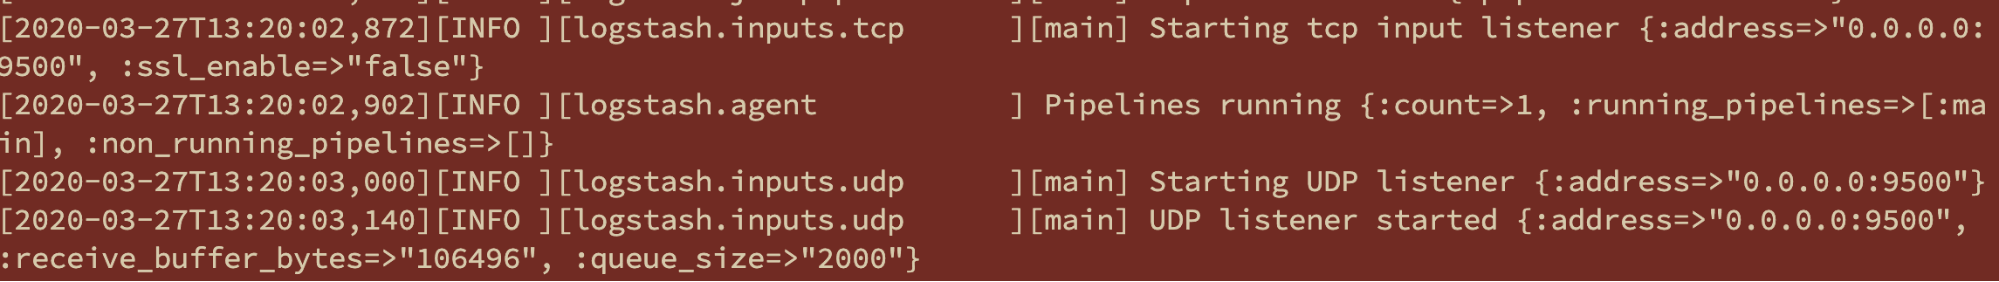 [2020-03-27T13:20:02,872][INFO ][logstash.inputs.tcp      ][main] Starting tcp input listener {:address=>"0.0.0.0:
9500", :ssl_enable=>"false"}
[2020-03-27T13:20:02,902][INFO ][logstash.agent           ] Pipelines running {:count=>1, :running_pipelines=>[:ma
in], :non_running_pipelines=>[]}
[2020-03-27T13:20:03,000][INFO ][logstash.inputs.udp      ][main] Starting UDP listener {:address=>"0.0.0.0:9500"}
[2020-03-27T13:20:03,140][INFO ][logstash.inputs.udp      ][main] UDP listener started {:address=>"0.0.0.0:9500",
:receive_buffer_bytes=>"106496", :queue_size=>"2000"}